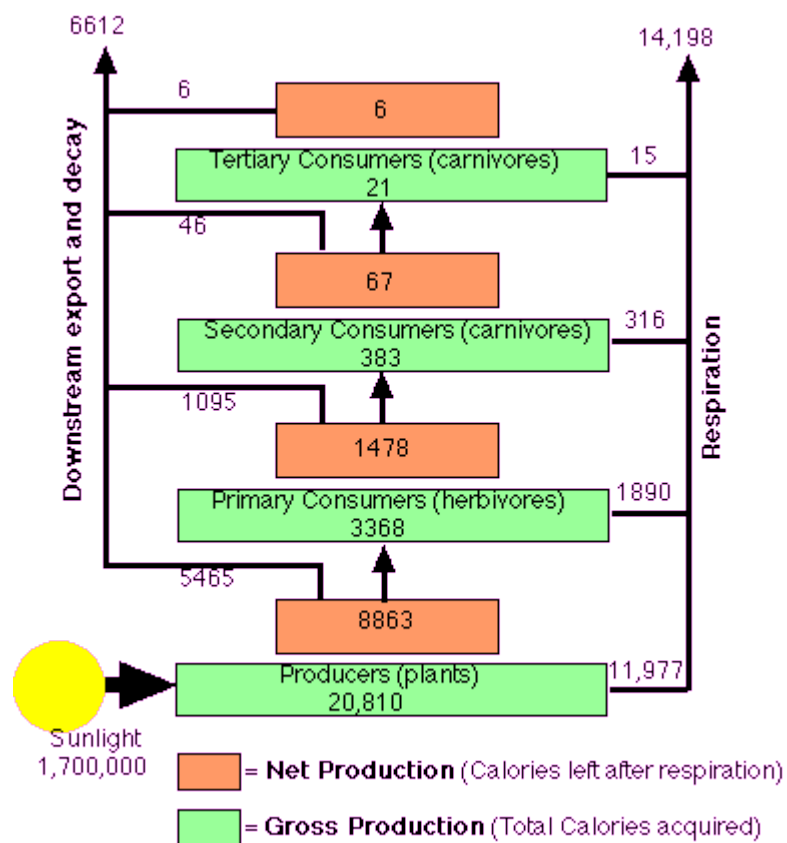 6612
14,198
6
6
Tertiary Consumers (carnivores)
21
15
46
67
Secondary Consumers (carnivores)
383
316
1095
1478
Primary Consumers (herbivores)
3368
1890
5465
8863
Producers (plants)
20,810
11,977
Downstream export and decay
Respiration
Sunlight
1,700,000
= Net Production (Calories left after respiration)
= Gross Production (Total Calories acquired)